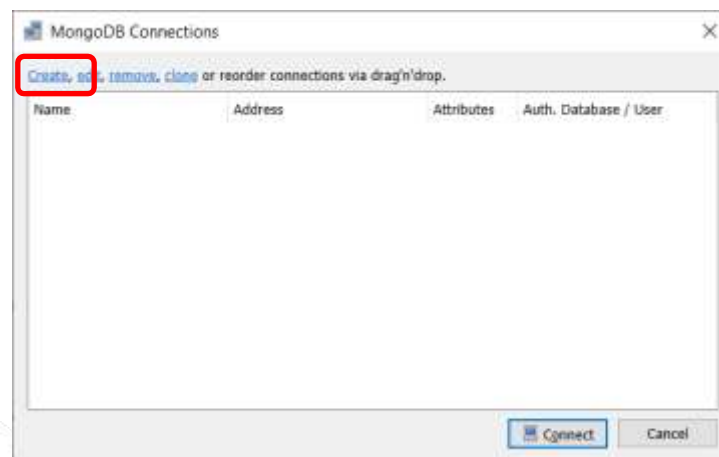 MongoDB Connections
Create, edit, remove, clone or reorder connections via drag'n'drop.
Name Address Attributes Auth. Database / User
Connect Cancel